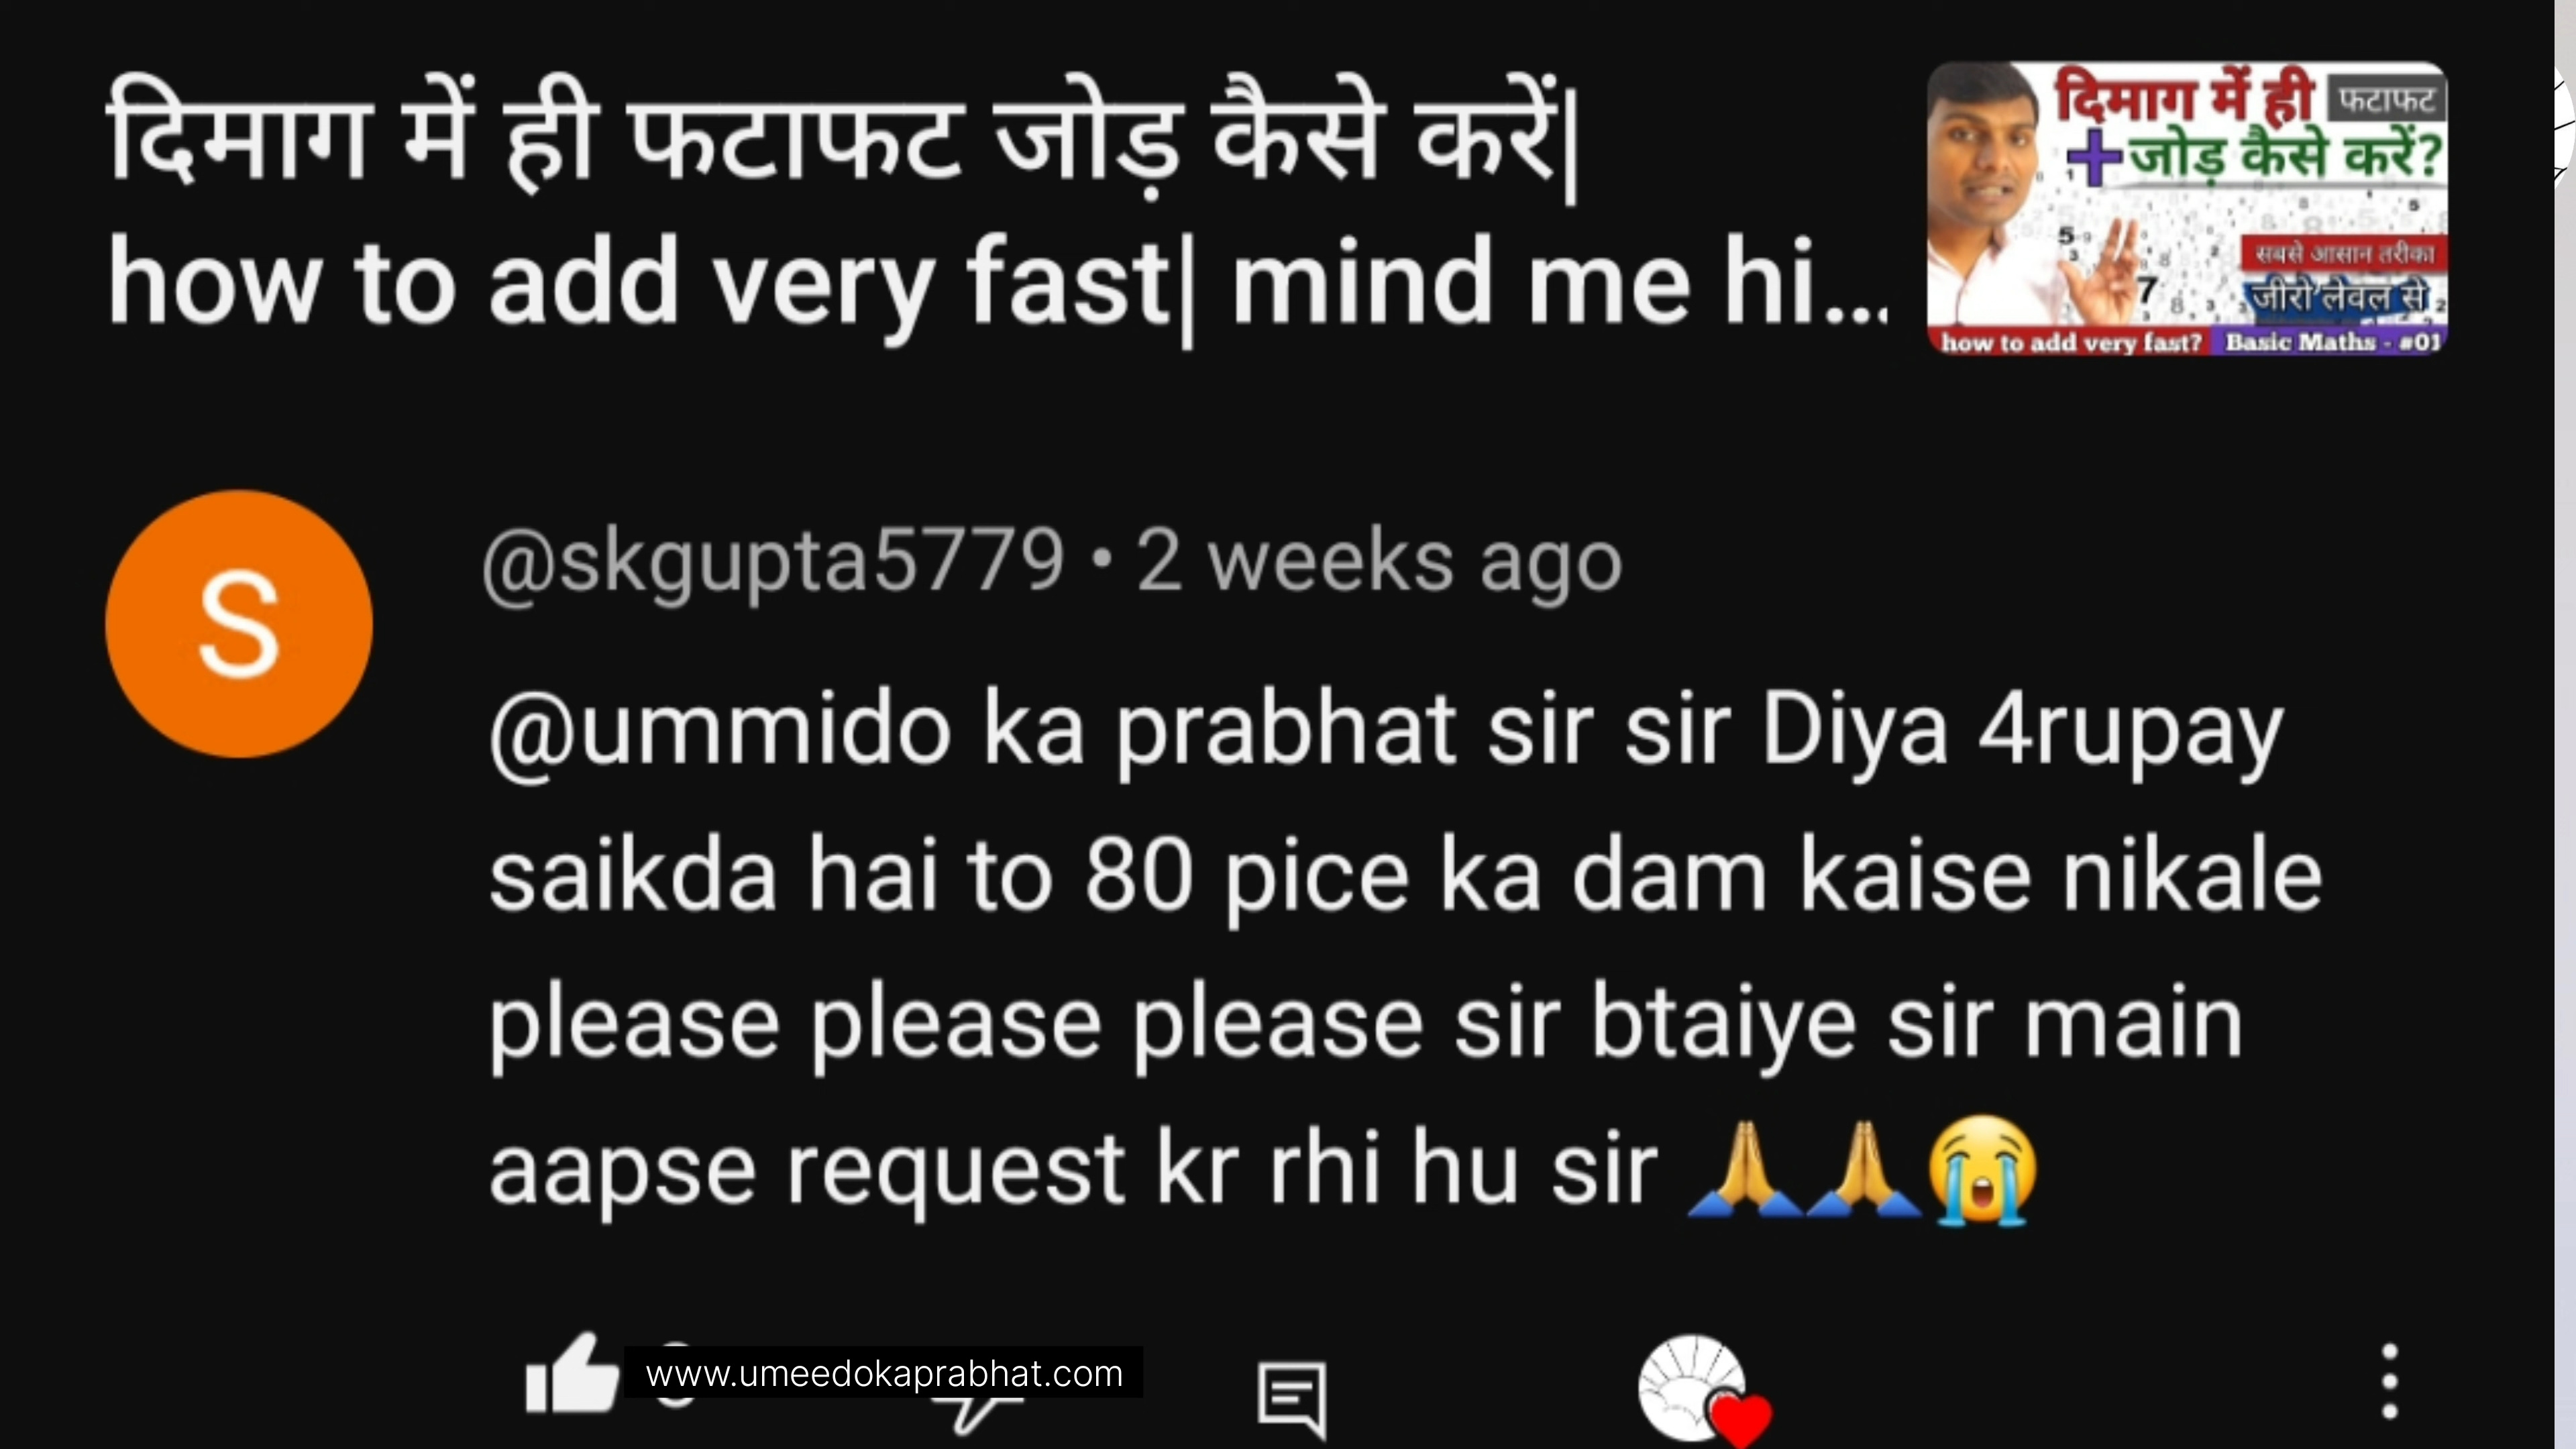 दिमाग में ही फटाफट जोड़ कैसे करें|
how to add very fast| mind me hi...
दिमाग में ही फटाफट
+जोड़ कैसे करें?
5
7
सबसे आसान तरीका
जीरो लेवल से
how to add very fast? Basic Maths - #01
S
@skgupta5779 • 2 weeks ago
@ummido ka prabhat sir sir Diya 4rupay
saikda hai to 80 pice ka dam kaise nikale
please please please sir btaiye sir main
aapse request kr rhi hu sir 🙏🙏😭
www.umeedokaprabhat.com